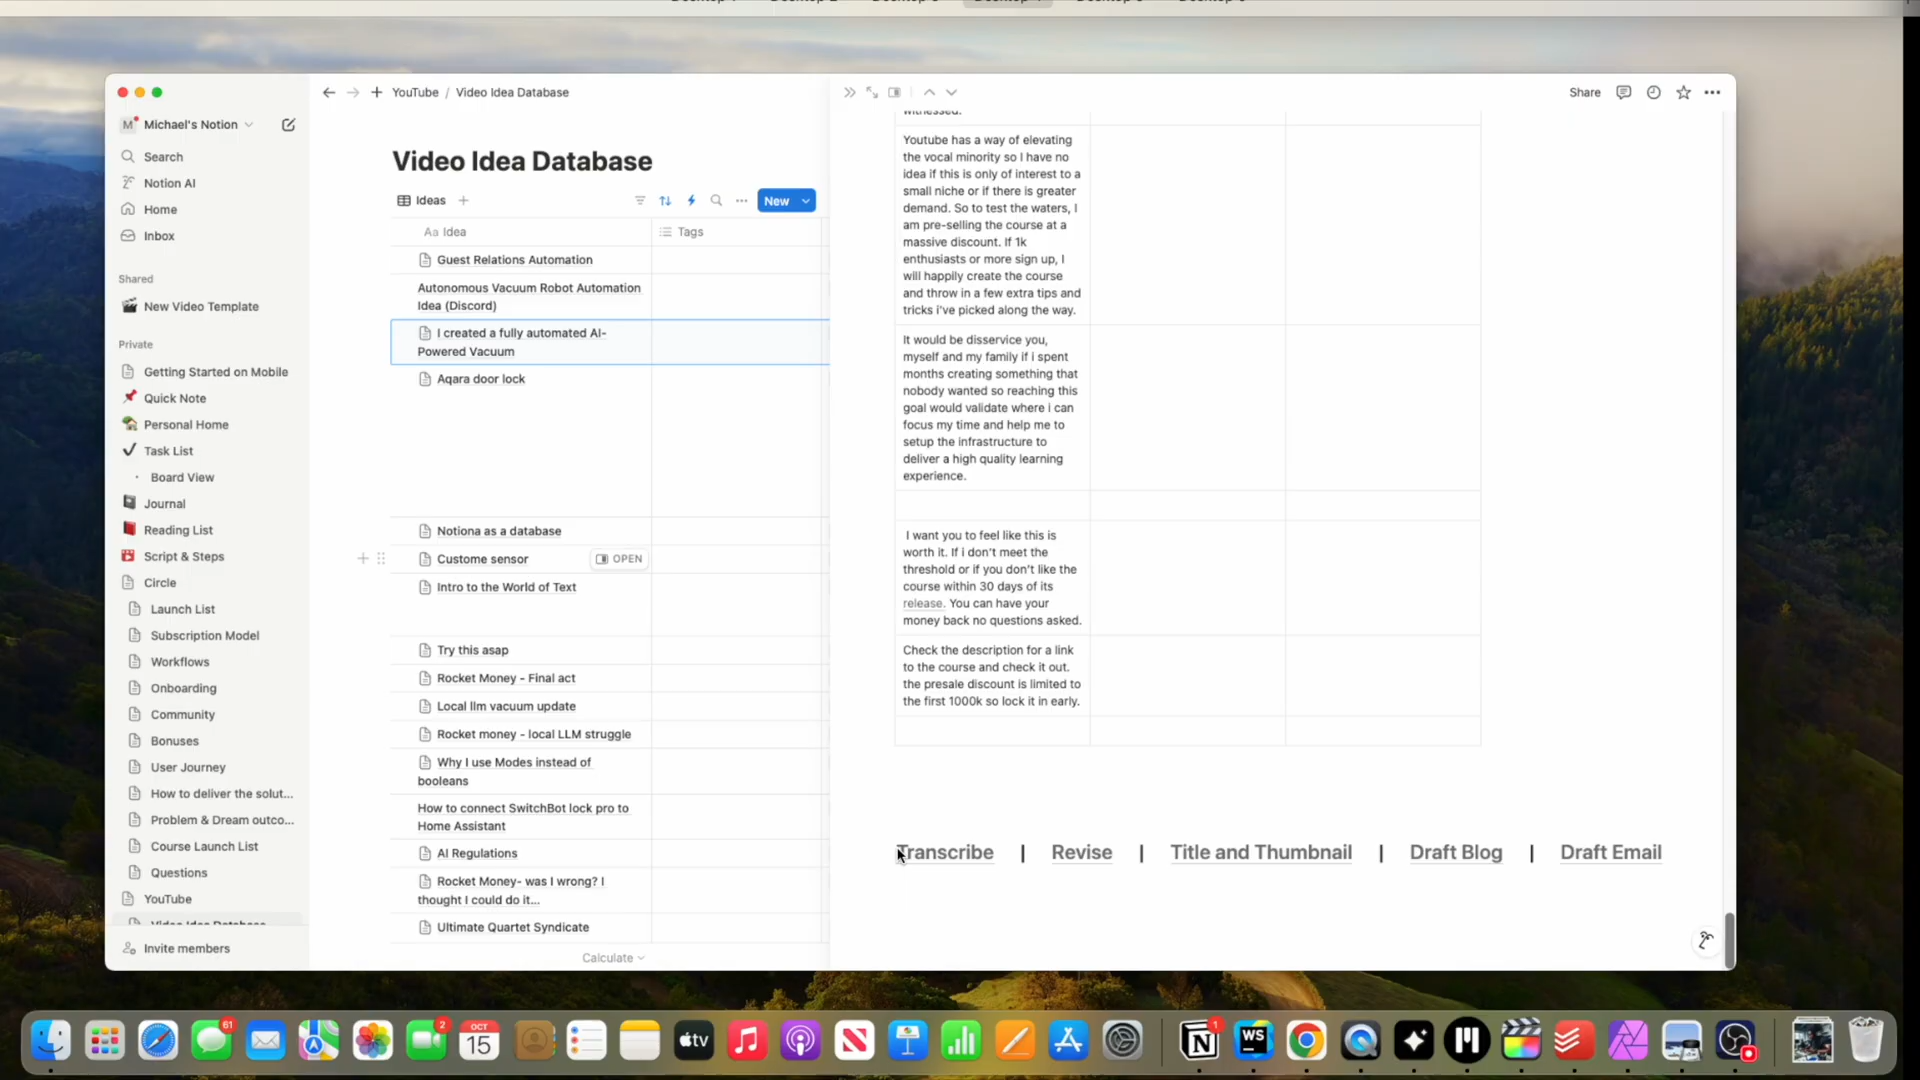 Michael's Notion
Search
Notion AI
Home
Inbox
Shared
New Video Template
Private
Getting Started on Mobile
Quick Note
Personal Home
Task List
Board View
Journal
Reading List
Script & Steps
Circle
Launch List
Subscription Model
Workflows
Onboarding
Community
Bonuses
User Journey
How to deliver the solut...
Problem & Dream outco...
Course Launch List
Questions
YouTube
Video Idea Database
Invite members
YouTube / Video Idea Database
Video Idea Database
Ideas
New
Aa Idea
Tags
Guest Relations Automation
Autonomous Vacuum Robot Automation
Idea (Discord)
I created a fully automated AI-
Powered Vacuum
Aqara door lock
Notiona as a database
Custome sensor
OPEN
Intro to the World of Text
Try this asap
Rocket Money - Final act
Local llm vacuum update
Rocket money - local LLM struggle
Why I use Modes instead of
booleans
How to connect SwitchBot lock pro to
Home Assistant
AI Regulations
Rocket Money- was I wrong? I
thought I could do it...
Ultimate Quartet Syndicate
Calculate
Share
witnessed.
Youtube has a way of elevating
the vocal minority so I have no
idea if this is only of interest to a
small niche or if there is greater
demand. So to test the waters, I
am pre-selling the course at a
massive discount. If 1k
enthusiasts or more sign up, I
will happily create the course
and throw in a few extra tips and
tricks i've picked along the way.
It would be disservice you,
myself and my family if i spent
months creating something that
nobody wanted so reaching this
goal would validate where i can
focus my time and help me to
setup the infrastructure to
deliver a high quality learning
experience.
I want you to feel like this is
worth it. If i don't meet the
threshold or if you don't like the
course within 30 days of its
release. You can have your
money back no questions asked.
Check the description for a link
to the course and check it out.
the presale discount is limited to
the first 1000k so lock it in early.
Transcribe | Revise | Title and Thumbnail | Draft Blog | Draft Email
61
2
OCT
15
tv
1
WS